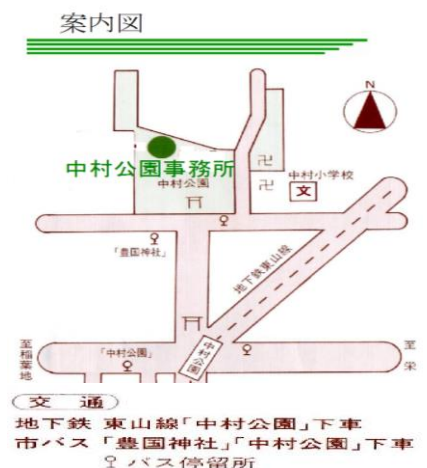 案内図
N
中村公園事務所
中村公園
卍
卍
中村小学校
文
「豊国神社」
地下鉄東山線
至稲葉地
「中村公園」
中村公園
至栄
交通
地下鉄 東山線「中村公園」下車
市バス「豊国神社」「中村公園」下車
バス停留所